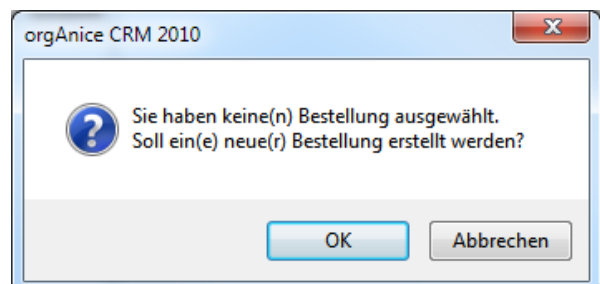 orgAnice CRM 2010
Sie haben keine(n) Bestellung ausgewählt.
Soll ein(e) neue(r) Bestellung erstellt werden?
OK
Abbrechen